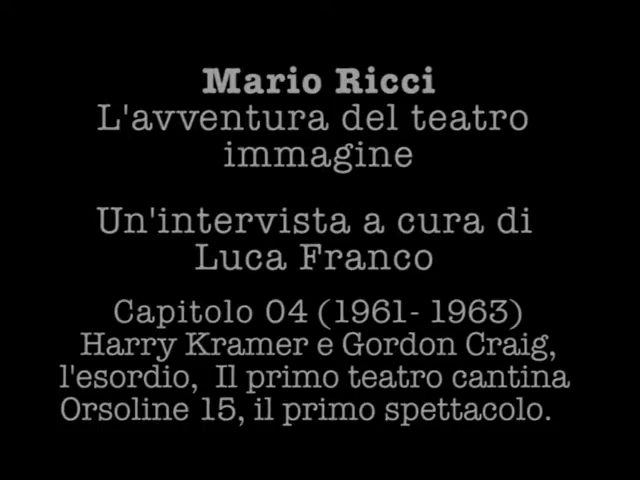 Mario Ricci
L'avventura del teatro
immagine
Un'intervista a cura di
Luca Franco
Capitolo 04 (1961- 1963)
Harry Kramer e Gordon Craig,
l'esordio,  Il primo teatro cantina
Orsoline 15, il primo spettacolo.